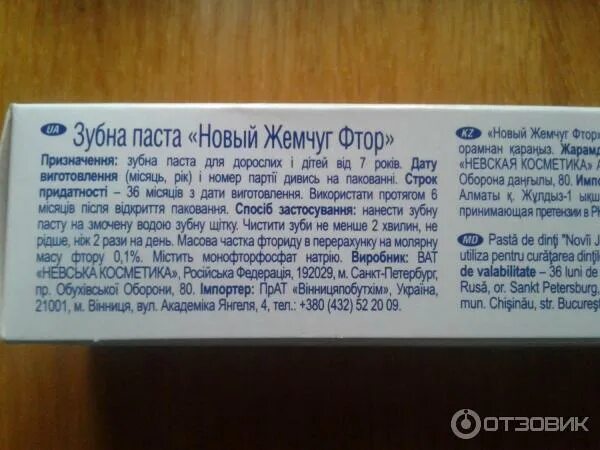 UA Зубна паста «Новый Жемчуг Фтор»
Призначення: зубна паста для дорослих і дітей від 7 років. Дату
виготовлення (місяць, рік) і номер партії дивись на пакованні. Строк
придатності – 36 місяців з дати виготовлення. Використати протягом 6
місяців після відкриття паковання. Спосіб застосування: нанести зубну
пасту на змочену водою зубну щітку. Чистити зуби не менше 2 хвилин, не
рідше, ніж 2 рази на день. Масова частка фториду в перерахунку на молярну
масу фтору 0,1%. Містить монофторфосфат натрію. Виробник: ВАТ
«НЕВСЬКА КОСМЕТИКА», Російська Федерація, 192029, м. Санкт-Петербург,
пр. Обухівської Оборони, 80. Імпортер: ПрАТ «Вінницяпобутхім», Україна,
21001, м. Вінниця, вул. Академіка Янгеля, 4, тел.: +380 (432) 52 20 09.
KZ «Новый Жемчуг Фтор»
орамнан қараңыз. Жарамд
«НЕВСКАЯ КОСМЕТИКА» А
Оборона даңғылы, 80. Импо
Алматы қ. Жұлдыз-1 ықш
принимающая претензии в Р
MD Pastă de dinţi "Novîi J
utiliza pentru curăţarea dinţil
de valabilitate – 36 luni de
Rusă, or. Sankt Petersburg,
mun. Chişinău, str. Bucureşt
ОТЗОВИК